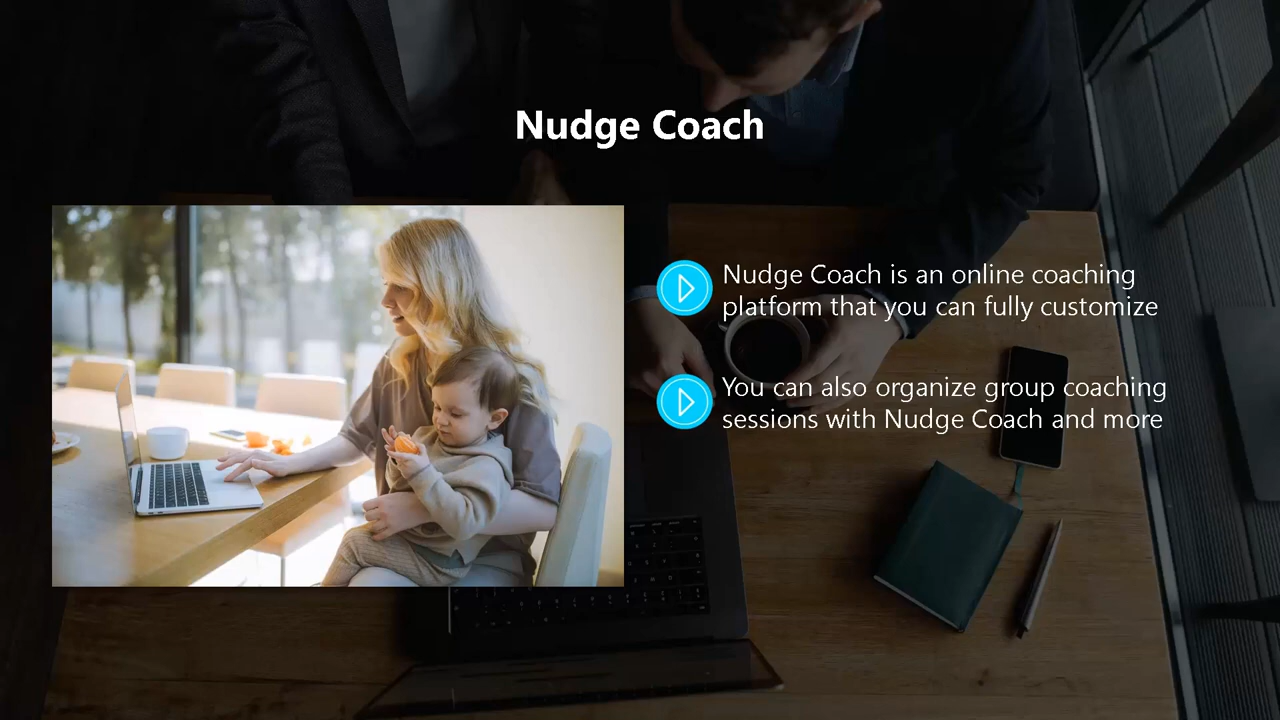 Nudge Coach
Nudge Coach is an online coaching
platform that you can fully customize
You can also organize group coaching
sessions with Nudge Coach and more